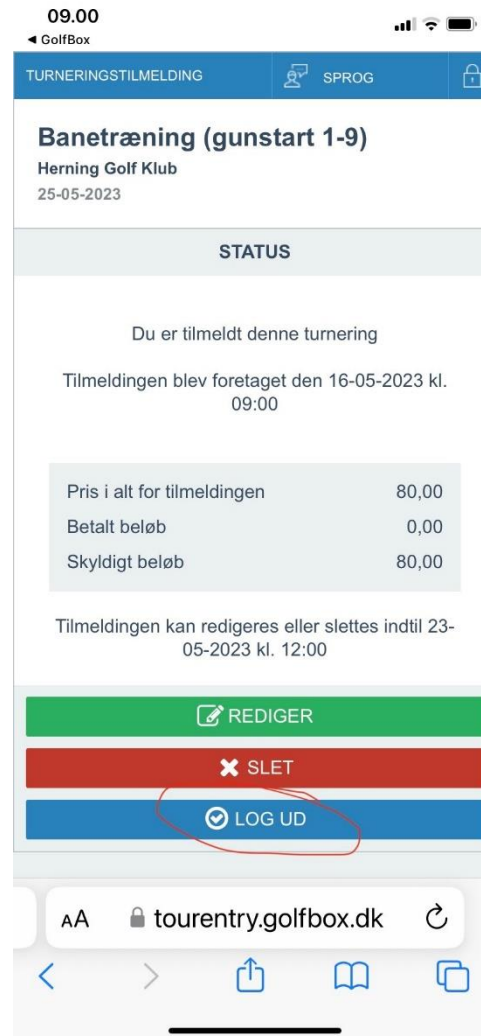 09.00
◀ GolfBox
TURNERINGSTILMELDING SPROG
Banetræning (gunstart 1-9)
Herning Golf Klub
25-05-2023
STATUS
Du er tilmeldt denne turnering
Tilmeldingen blev foretaget den 16-05-2023 kl.
09:00
Pris i alt for tilmeldingen 80,00
Betalt beløb 0,00
Skyldigt beløb 80,00
Tilmeldingen kan redigeres eller slettes indtil 23-
05-2023 kl. 12:00
REDIGER
SLET
LOG UD
AA tourentry.golfbox.dk